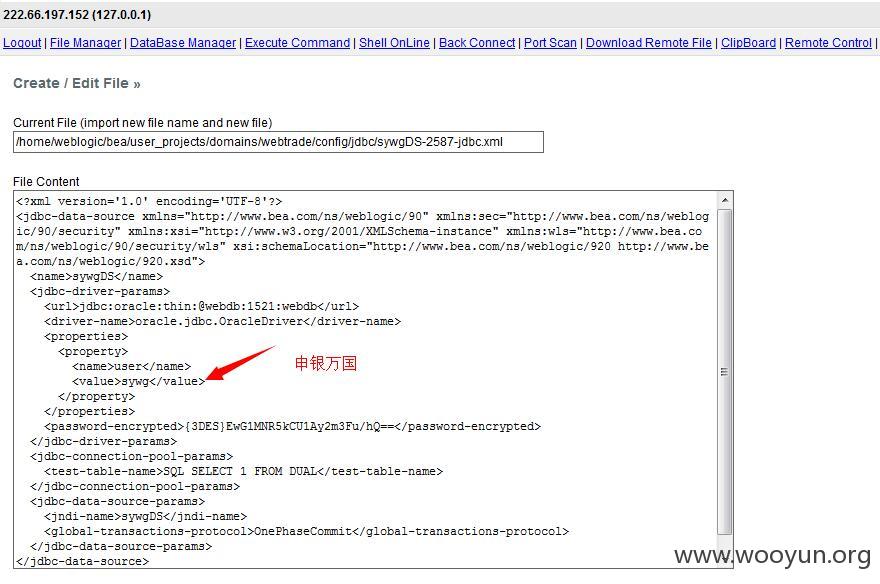 222.66.197.152 (127.0.0.1)
Logout | File Manager | DataBase Manager | Execute Command | Shell OnLine | Back Connect | Port Scan | Download Remote File | ClipBoard | Remote Control |
Create / Edit File »
Current File (import new file name and new file)
/home/weblogic/bea/user_projects/domains/webtrade/config/jdbc/sywgDS-2587-jdbc.xml
File Content
<?xml version='1.0' encoding='UTF-8'?>
<jdbc-data-source xmlns="http://www.bea.com/ns/weblogic/90" xmlns:sec="http://www.bea.com/ns/weblog
ic/90/security" xmlns:xsi="http://www.w3.org/2001/XMLSchema-instance" xmlns:wls="http://www.bea.co
m/ns/weblogic/90/security/wls" xsi:schemaLocation="http://www.bea.com/ns/weblogic/920 http://www.be
a.com/ns/weblogic/920.xsd">
<name>sywgDS</name>
<jdbc-driver-params>
<url>jdbc:oracle:thin:@webdb:1521:webdb</url>
<driver-name>oracle.jdbc.OracleDriver</driver-name>
<properties>
<property>
<name>user</name>
<value>sywg</value>
申银万国
</property>
</properties>
<password-encrypted>{3DES}EwG1MNR5kCU1Ay2m3Fu/hQ==</password-encrypted>
</jdbc-driver-params>
<jdbc-connection-pool-params>
<test-table-name>SQL SELECT 1 FROM DUAL</test-table-name>
</jdbc-connection-pool-params>
<jdbc-data-source-params>
<jndi-name>sywgDS</jndi-name>
<global-transactions-protocol>OnePhaseCommit</global-transactions-protocol>
</jdbc-data-source-params>
</jdbc-data-source>
www.wooyun.org